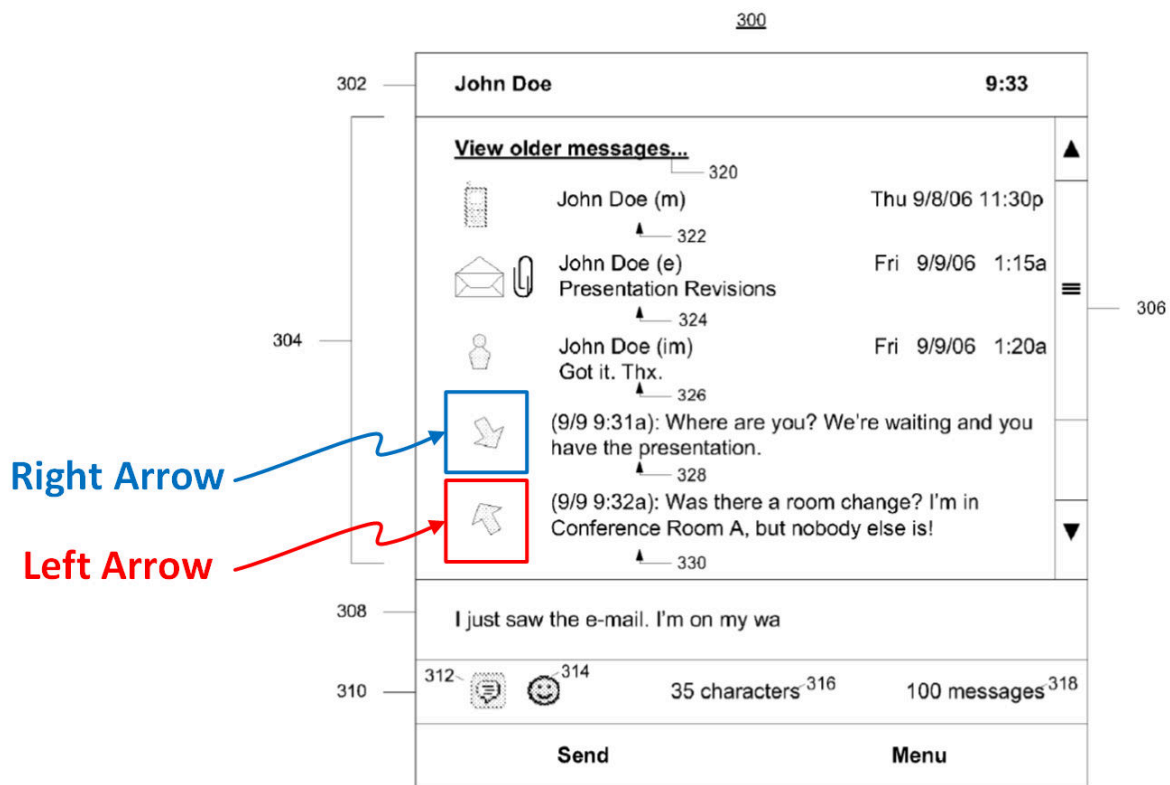 300
302
John Doe 9:33
304
View older messages...
320
John Doe (m) Thu 9/8/06 11:30p
322
John Doe (e) Fri 9/9/06 1:15a
Presentation Revisions
324
306
John Doe (im) Fri 9/9/06 1:20a
Got it. Thx.
326
Right Arrow
(9/9 9:31a): Where are you? We're waiting and you
have the presentation.
328
Left Arrow
(9/9 9:32a): Was there a room change? I'm in
Conference Room A, but nobody else is!
330
308
I just saw the e-mail. I'm on my wa
310
312 314 35 characters 316 100 messages 318
Send Menu